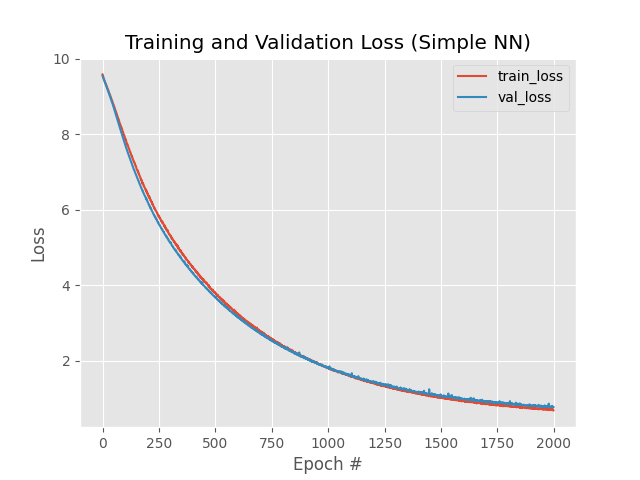 Training and Validation Loss (Simple NN)
train_loss
val_loss
10
8
6
4
2
Loss
0 250 500 750 1000 1250 1500 1750 2000
Epoch #